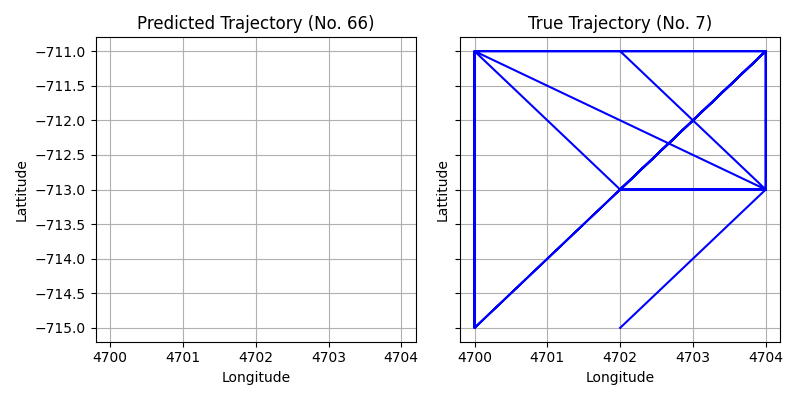 Predicted Trajectory (No. 66)
Lattitude
−711.0
−711.5
−712.0
−712.5
−713.0
−713.5
−714.0
−714.5
−715.0
4700 4701 4702 4703 4704
Longitude
True Trajectory (No. 7)
Lattitude
4700 4701 4702 4703 4704
Longitude